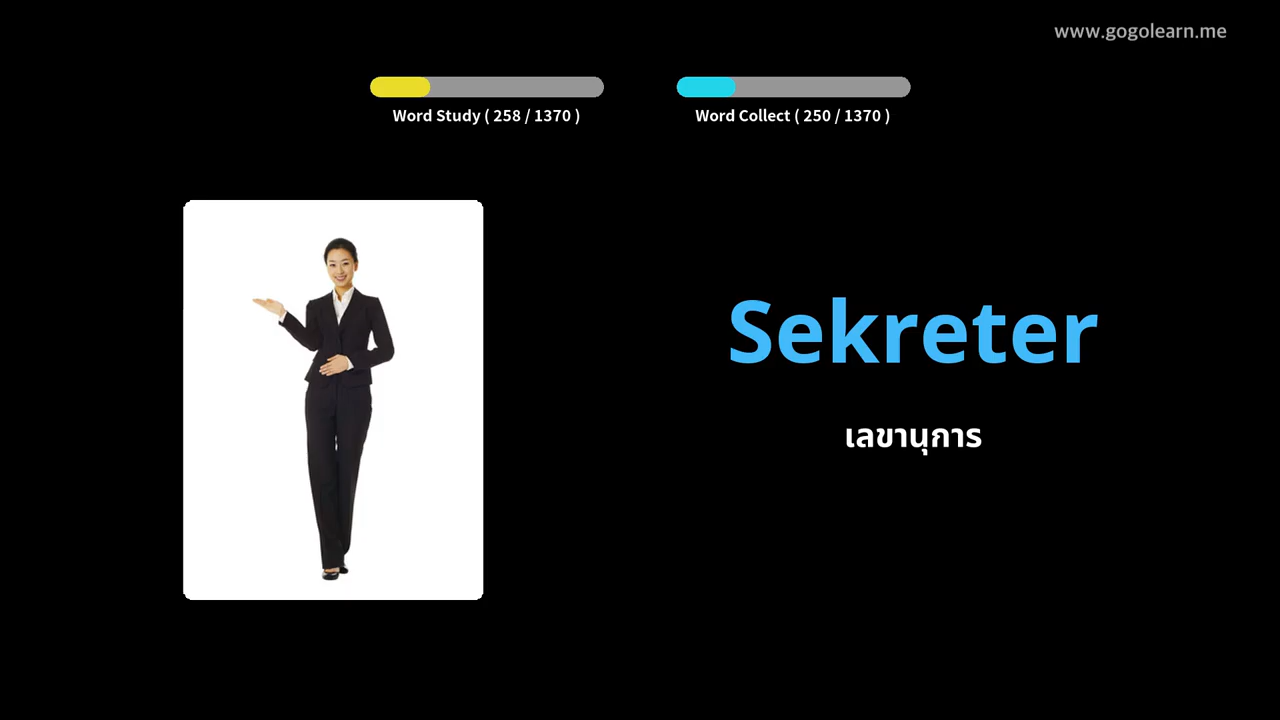 www.gogolearn.me
Word Study ( 258 / 1370 )
Word Collect ( 250 / 1370 )
Sekreter
เลขานุการ